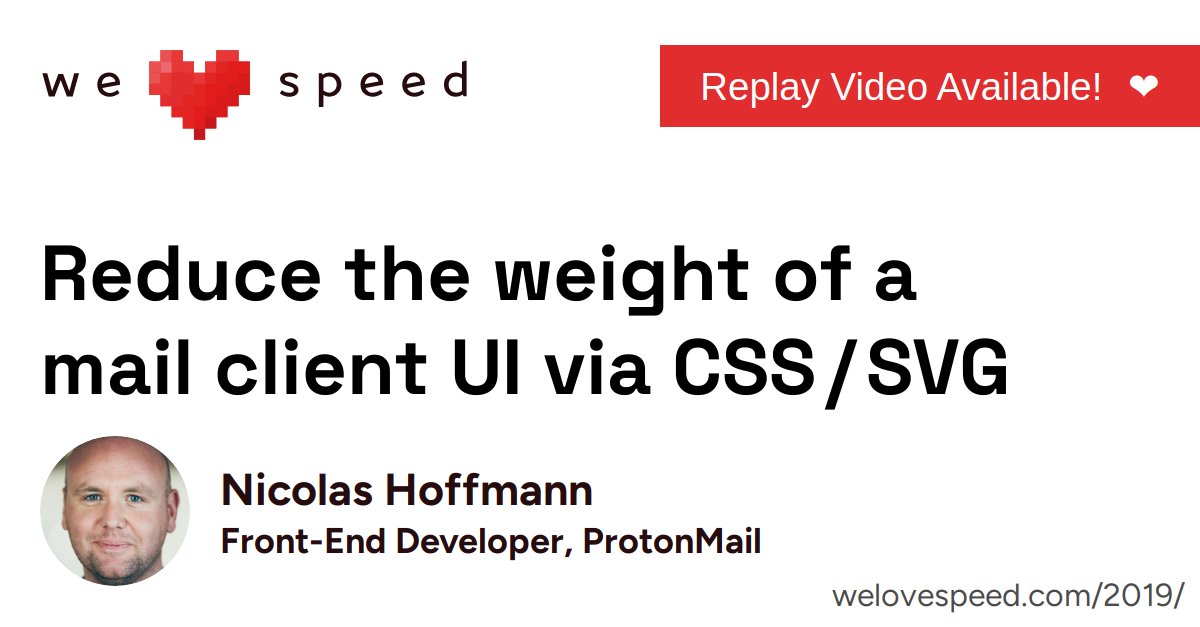 we ❤ speed
Replay Video Available! ❤
Reduce the weight of a
mail client UI via CSS/SVG
Nicolas Hoffmann
Front-End Developer, ProtonMail
welovespeed.com/2019/